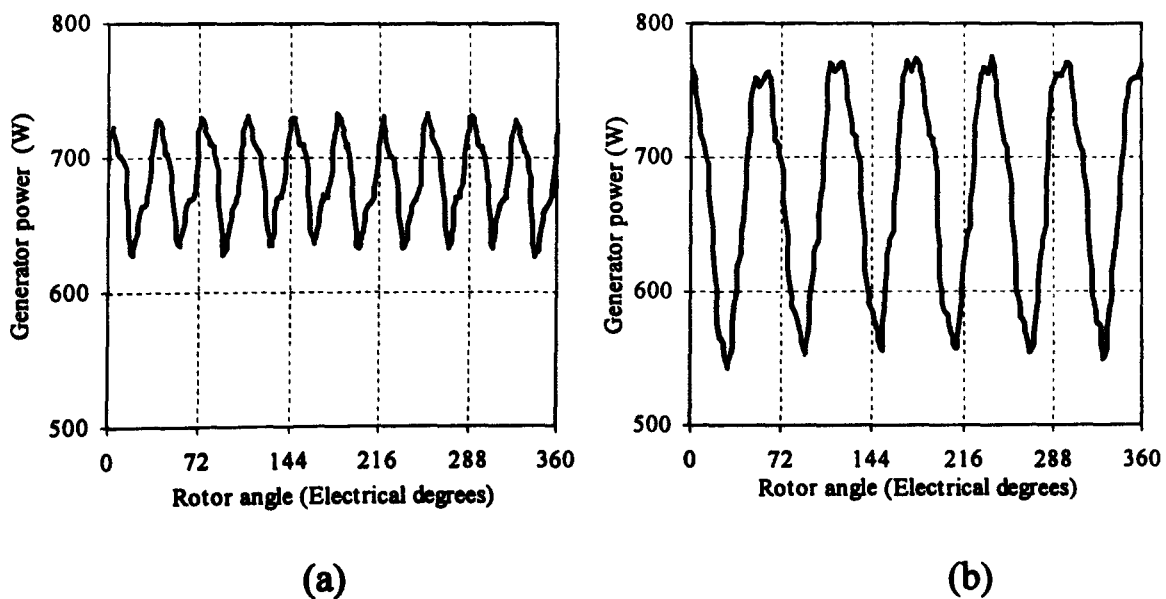 800
700
600
500
Generator power (W)
0 72 144 216 288 360
Rotor angle (Electrical degrees)
(a)
800
700
600
500
Generator power (W)
0 72 144 216 288 360
Rotor angle (Electrical degrees)
(b)